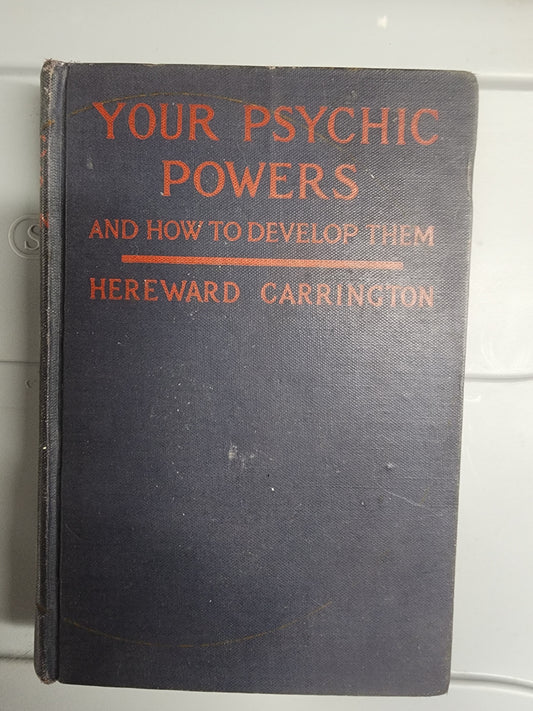 YOUR PSYCHIC
POWERS
AND HOW TO DEVELOP THEM
HEREWARD CARRINGTON